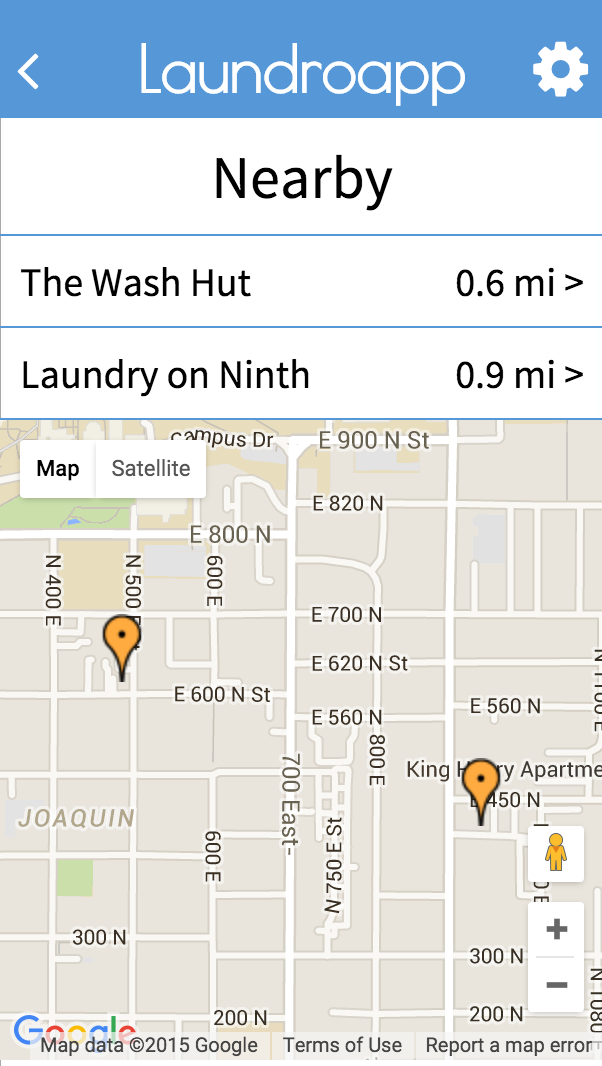 Laundroapp
Nearby
The Wash Hut 0.6 mi >
Laundry on Ninth 0.9 mi >
campus Dr E 900 N St
Map Satellite
E 820 N
E 800 N
N 400 E
N 500
600 E
E 700 N
E 620 N St
E 600 N St
E 560 N
E 560 N
800 E
700 East-
King Henry Apartme
E 450 N
JOAQUIN
N 750 E St
600 E
300 N
300 N
N 1080
200 N
200 N
Google
Map data ©2015 Google Terms of Use Report a map error